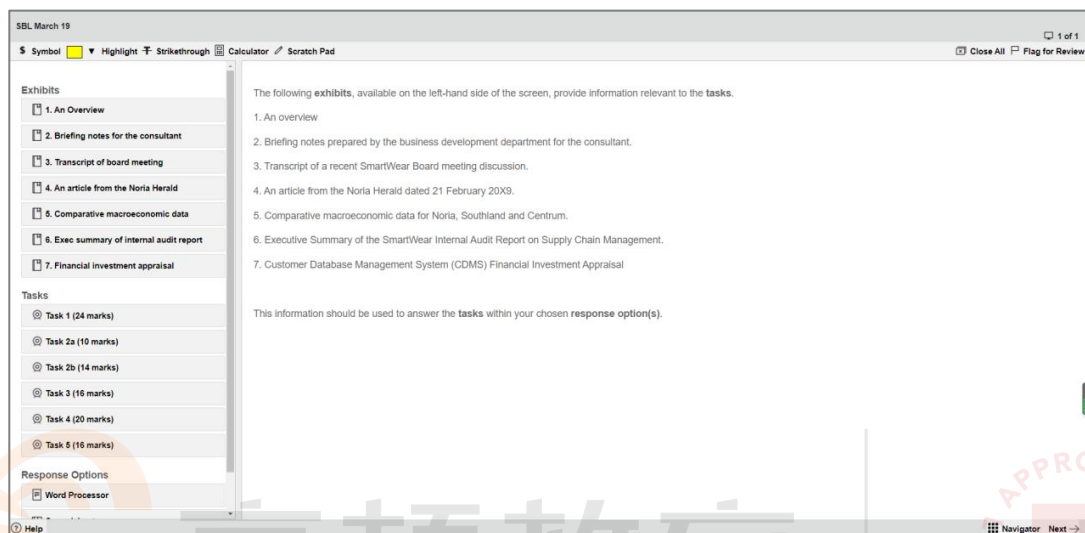 SBL March 19
1 of 1
$ Symbol ▼ Highlight Strikethrough Calculator Scratch Pad
Close All Flag for Review
Exhibits
1. An Overview
2. Briefing notes for the consultant
3. Transcript of board meeting
4. An article from the Noria Herald
5. Comparative macroeconomic data
6. Exec summary of internal audit report
7. Financial investment appraisal
Tasks
Task 1 (24 marks)
Task 2a (10 marks)
Task 2b (14 marks)
Task 3 (16 marks)
Task 4 (20 marks)
Task 5 (16 marks)
Response Options
Word Processor
The following exhibits, available on the left-hand side of the screen, provide information relevant to the tasks.
1. An overview
2. Briefing notes prepared by the business development department for the consultant.
3. Transcript of a recent SmartWear Board meeting discussion.
4. An article from the Noria Herald dated 21 February 20X9.
5. Comparative macroeconomic data for Noria, Southland and Centrum.
6. Executive Summary of the SmartWear Internal Audit Report on Supply Chain Management.
7. Customer Database Management System (CDMS) Financial Investment Appraisal
This information should be used to answer the tasks within your chosen response option(s).
Help
Navigator Next →